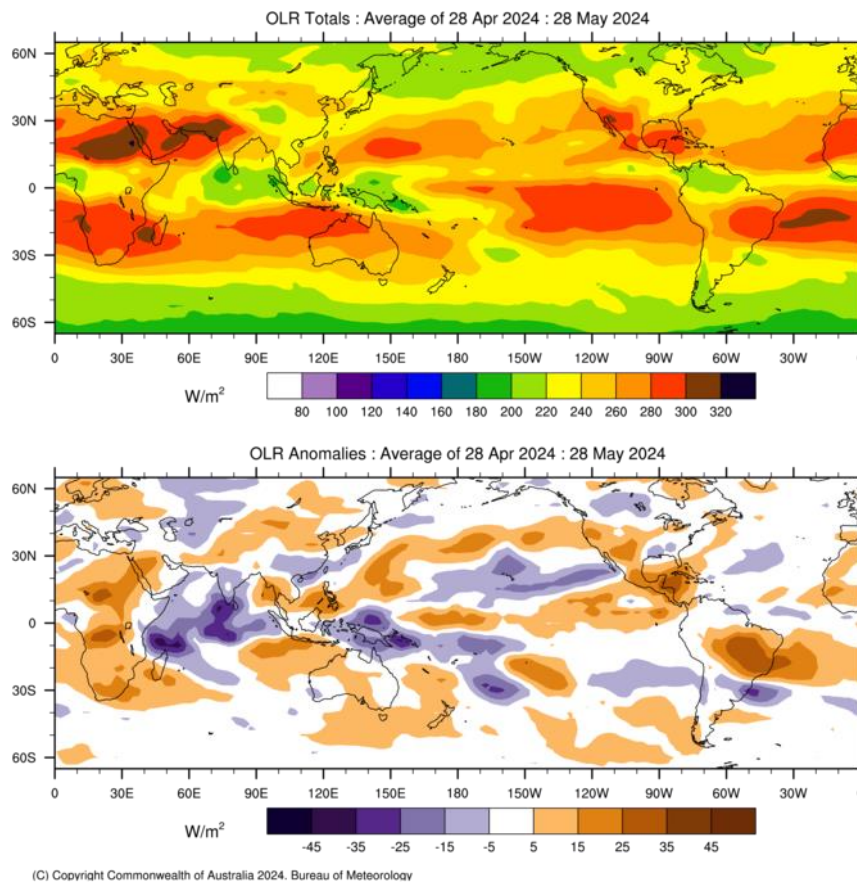 OLR Totals : Average of 28 Apr 2024 : 28 May 2024
60N
30N
0
30S
60S
0 30E 60E 90E 120E 150E 180 150W 120W 90W 60W 30W 0
W/m²
80 100 120 140 160 180 200 220 240 260 280 300 320
OLR Anomalies : Average of 28 Apr 2024 : 28 May 2024
60N
30N
0
30S
60S
0 30E 60E 90E 120E 150E 180 150W 120W 90W 60W 30W 0
W/m²
-45 -35 -25 -15 -5 5 15 25 35 45
(C) Copyright Commonwealth of Australia 2024. Bureau of Meteorology